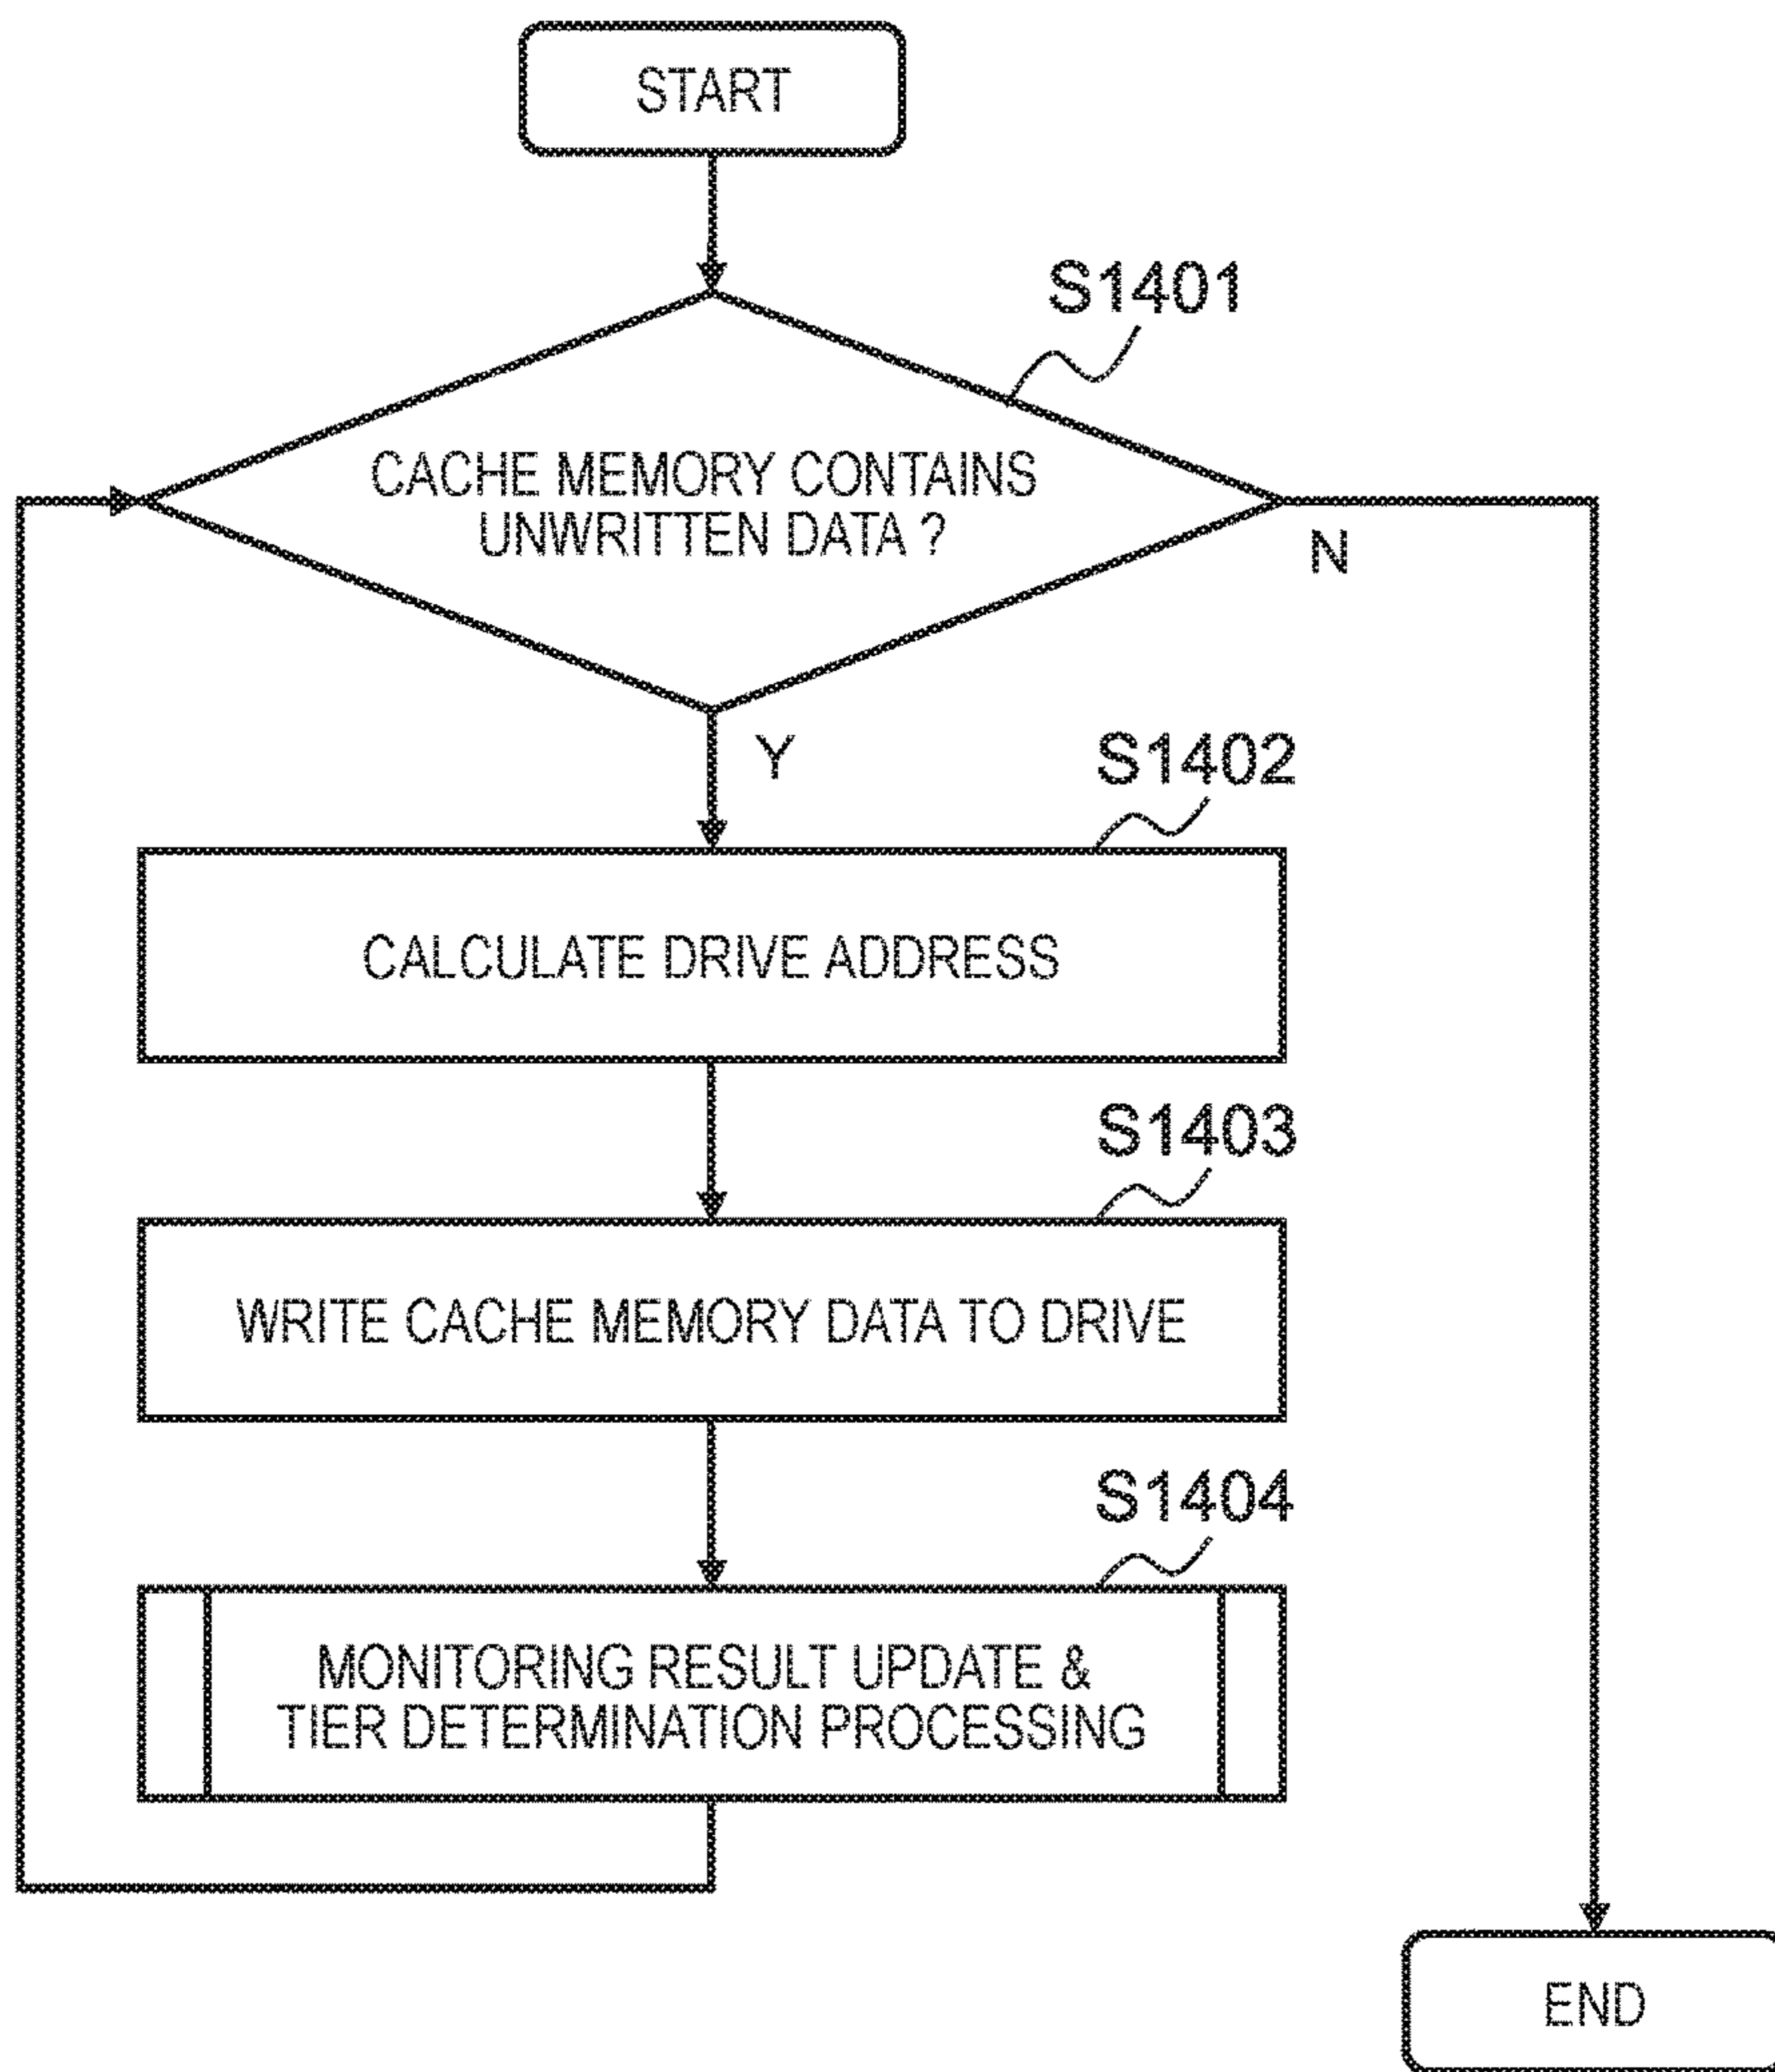 START
S1401
CACHE MEMORY CONTAINS
UNWRITTEN DATA ?
N
Y
S1402
CALCULATE DRIVE ADDRESS
S1403
WRITE CACHE MEMORY DATA TO DRIVE
S1404
MONITORING RESULT UPDATE &
TIER DETERMINATION PROCESSING
END